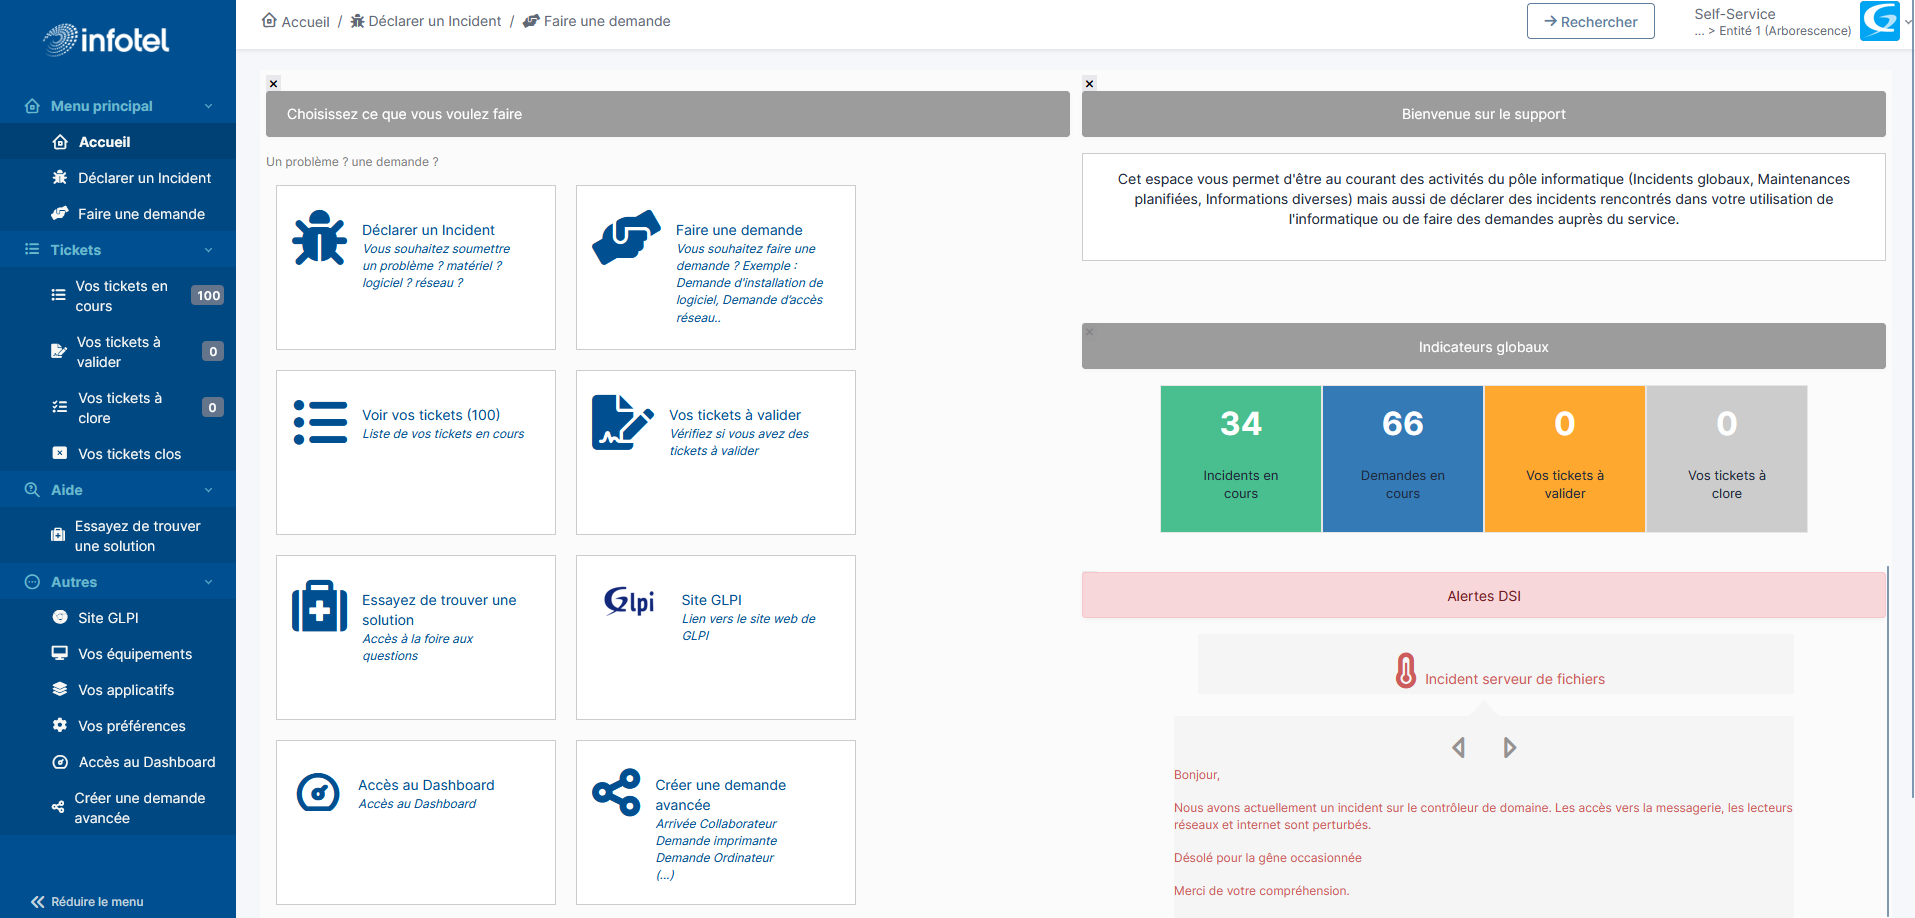 infotel
Menu principal
Accueil
Déclarer un Incident
Faire une demande
Tickets
Vos tickets en
cours
100
Vos tickets à
valider
0
Vos tickets à
clore
0
Vos tickets clos
Aide
Essayez de trouver
une solution
Autres
Site GLPI
Vos équipements
Vos applicatifs
Vos préférences
Accès au Dashboard
Créer une demande
avancée
Réduire le menu
Accueil / Déclarer un Incident / Faire une demande
Rechercher
Self-Service
... > Entité 1 (Arborescence)
Choisissez ce que vous voulez faire
Un problème ? une demande ?
Déclarer un Incident
Vous souhaitez soumettre
un problème ? matériel ?
logiciel ? réseau ?
Faire une demande
Vous souhaitez faire une
demande ? Exemple :
Demande d'installation de
logiciel, Demande d'accès
réseau..
Voir vos tickets (100)
Liste de vos tickets en cours
Vos tickets à valider
Vérifiez si vous avez des
tickets à valider
Essayez de trouver une
solution
Accès à la foire aux
questions
Glpi
Site GLPI
Lien vers le site web de
GLPI
Accès au Dashboard
Accès au Dashboard
Créer une demande
avancée
Arrivée Collaborateur
Demande imprimante
Demande Ordinateur
(...)
Bienvenue sur le support
Cet espace vous permet d'être au courant des activités du pôle informatique (Incidents globaux, Maintenances
planifiées, Informations diverses) mais aussi de déclarer des incidents rencontrés dans votre utilisation de
l'informatique ou de faire des demandes auprès du service.
Indicateurs globaux
34
Incidents en
cours
66
Demandes en
cours
0
Vos tickets à
valider
0
Vos tickets à
clore
Alertes DSI
Incident serveur de fichiers
Bonjour,
Nous avons actuellement un incident sur le contrôleur de domaine. Les accès vers la messagerie, les lecteurs
réseaux et internet sont perturbés.
Désolé pour la gêne occasionnée
Merci de votre compréhension.